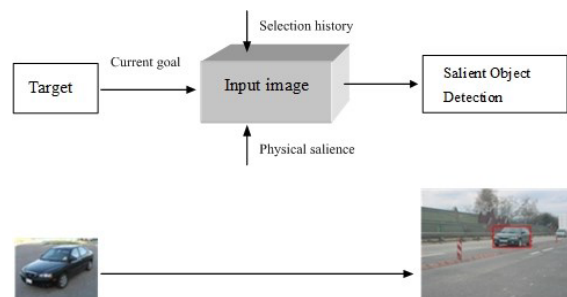 Selection history
Current goal
Target
Input image
Salient Object
Detection
Physical salience